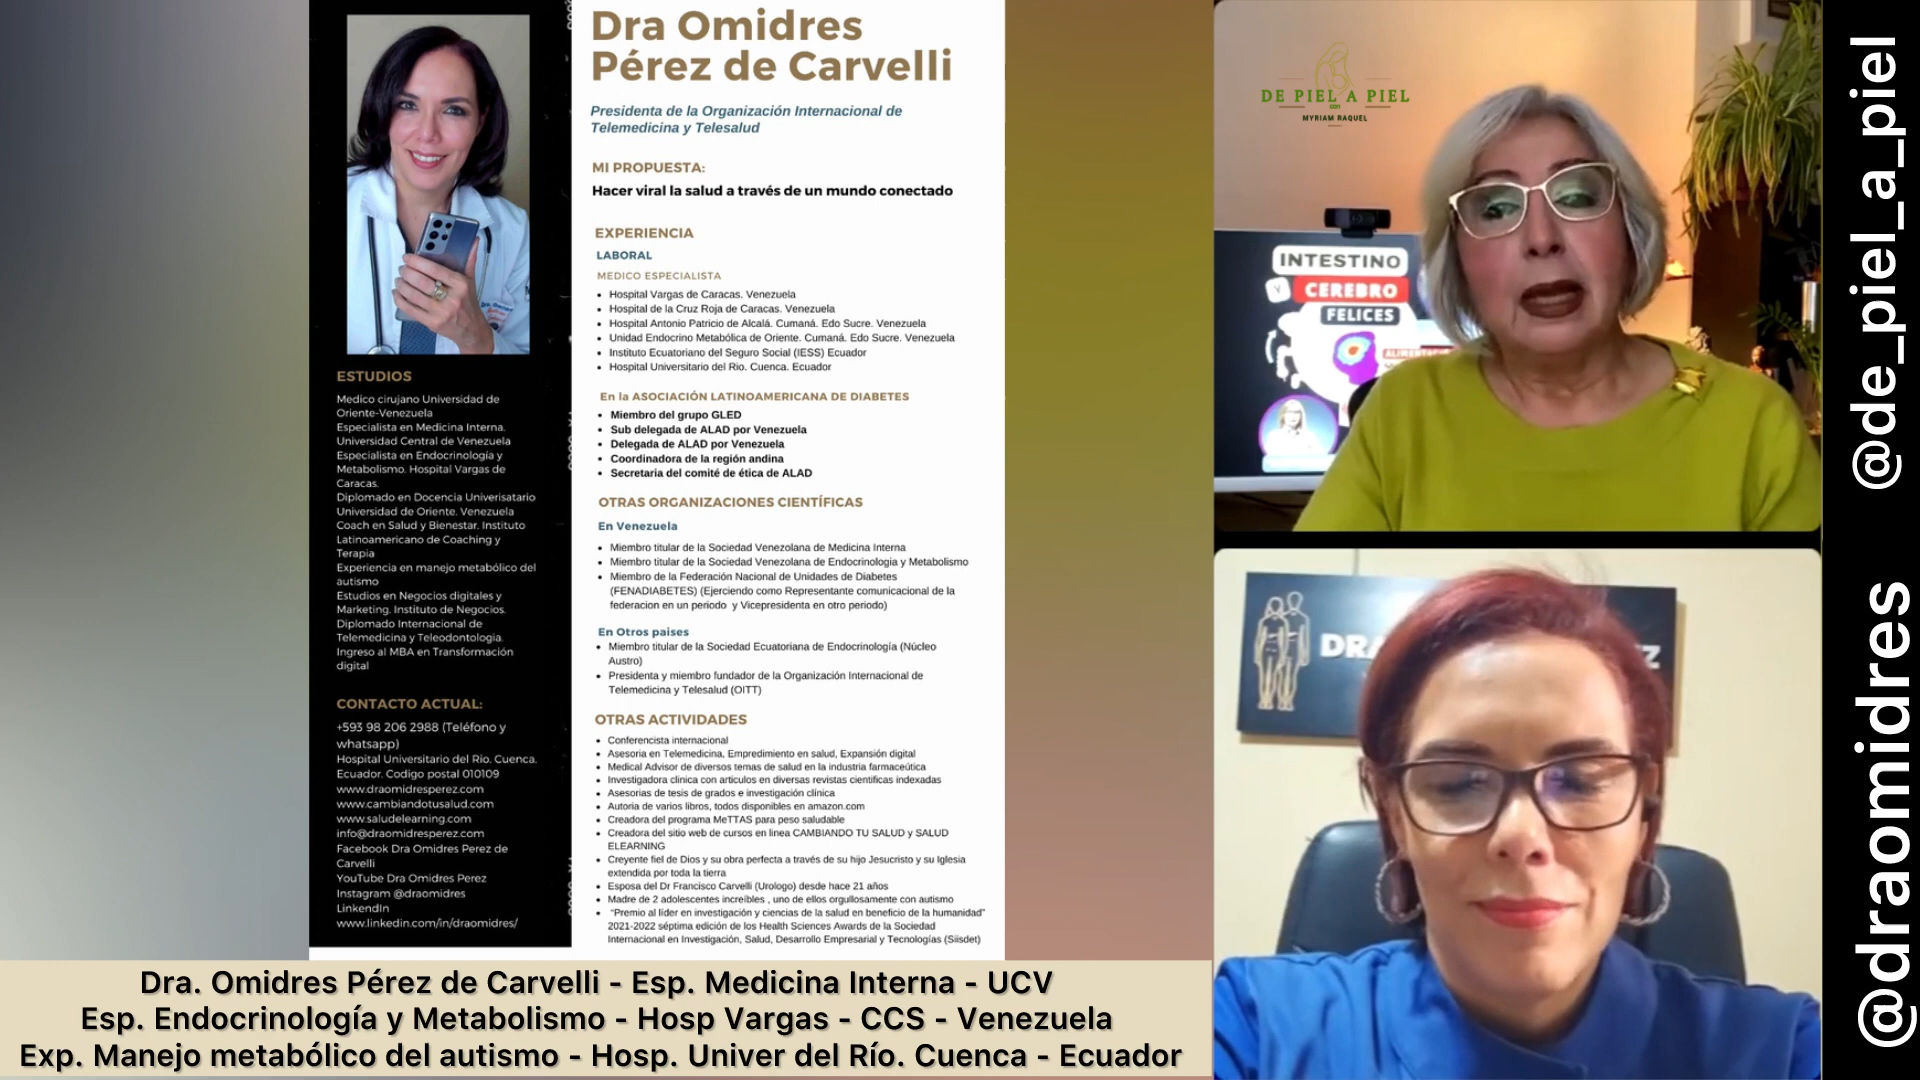 Dra Omidres
Pérez de Carvelli
Presidenta de la Organización Internacional de
Telemedicina y Telesalud
MI PROPUESTA:
Hacer viral la salud a través de un mundo conectado
EXPERIENCIA
LABORAL
MEDICO ESPECIALISTA
• Hospital Vargas de Caracas. Venezuela
• Hospital de la Cruz Roja de Caracas. Venezuela
• Hospital Antonio Patricio de Alcalá. Cumaná. Edo Sucre. Venezuela
• Unidad Endocrino Metabólica de Oriente. Cumaná. Edo Sucre. Venezuela
• Instituto Ecuatoriano del Seguro Social (IESS) Ecuador
• Hospital Universitario del Rio. Cuenca. Ecuador
En la ASOCIACIÓN LATINOAMERICANA DE DIABETES
• Miembro del grupo GLED
• Sub delegada de ALAD por Venezuela
• Delegada de ALAD por Venezuela
• Coordinadora de la región andina
• Secretaria del comité de ética de ALAD
OTRAS ORGANIZACIONES CIENTÍFICAS
En Venezuela
• Miembro titular de la Sociedad Venezolana de Medicina Interna
• Miembro titular de la Sociedad Venezolana de Endocrinologia y Metabolismo
• Miembro de la Federación Nacional de Unidades de Diabetes
(FENADIABETES) (Ejerciendo como Representante comunicacional de la
federacion en un periodo y Vicepresidenta en otro periodo)
En Otros paises
• Miembro titular de la Sociedad Ecuatoriana de Endocrinología (Núcleo
Austro)
• Presidenta y miembro fundador de la Organización Internacional de
Telemedicina y Telesalud (OITT)
OTRAS ACTIVIDADES
• Conferencista internacional
• Asesoria en Telemedicina, Empredimiento en salud, Expansión digital
• Medical Advisor de diversos temas de salud en la industria farmaceútica
• Investigadora clinica con articulos en diversas revistas cientificas indexadas
• Asesorias de tesis de grados e investigación clínica
• Autoria de varios libros, todos disponibles en amazon.com
• Creadora del programa MeTTAS para peso saludable
• Creadora del sitio web de cursos en linea CAMBIANDO TU SALUD y SALUD
ELEARNING
• Creyente fiel de Dios y su obra perfecta a través de su hijo Jesucristo y su Iglesia
extendida por toda la tierra
• Esposa del Dr Francisco Carvelli (Urologo) desde hace 21 años
• Madre de 2 adolescentes increíbles , uno de ellos orgullosamente con autismo
• "Premio al líder en investigación y ciencias de la salud en beneficio de la humanidad"
2021-2022 séptima edición de los Health Sciences Awards de la Sociedad
Internacional en Investigación, Salud, Desarrollo Empresarial y Tecnologías (Siisdet)
ESTUDIOS
Medico cirujano Universidad de
Oriente-Venezuela
Especialista en Medicina Interna.
Universidad Central de Venezuela
Especialista en Endocrinología y
Metabolismo. Hospital Vargas de
Caracas.
Diplomado en Docencia Univerisatario
Universidad de Oriente. Venezuela
Coach en Salud y Bienestar. Instituto
Latinoamericano de Coaching y
Terapia
Experiencia en manejo metabólico del
autismo
Estudios en Negocios digitales y
Marketing. Instituto de Negocios.
Diplomado Internacional de
Telemedicina y Teleodontologia.
Ingreso al MBA en Transformación
digital
CONTACTO ACTUAL:
+593 98 206 2988 (Teléfono y
whatsapp)
Hospital Universitario del Rio. Cuenca.
Ecuador. Codigo postal 010109
www.draomidresperez.com
www.cambiandotusalud.com
www.saludelearning.com
info@draomidresperez.com
Facebook Dra Omidres Perez de
Carvelli
YouTube Dra Omidres Perez
Instagram @draomidres
LinkendIn
www.linkedin.com/in/draomidres/
Dra. Omidres Pérez de Carvelli - Esp. Medicina Interna - UCV
Esp. Endocrinología y Metabolismo - Hosp Vargas - CCS - Venezuela
Exp. Manejo metabólico del autismo - Hosp. Univer del Río. Cuenca - Ecuador
DE PIEL A PIEL
con
MYRIAM RAQUEL
INTESTINO
Y CEREBRO
FELICES
DRA
EZ
@de_piel_a_piel
@draomidres